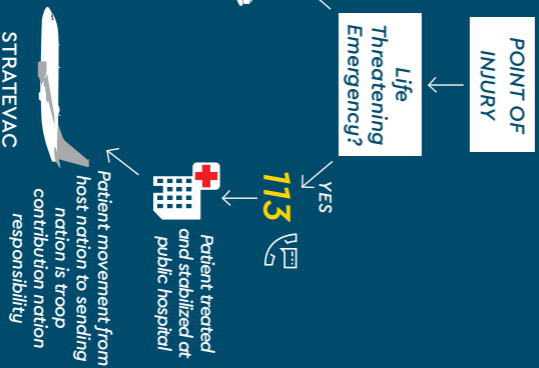 POINT OF
INJURY
Life
Threatening
Emergency?
YES
113
Patient treated
and stabilized at
public hospital
Patient movement from
host nation to sending
nation is troop
contribution nation
responsibility
STRATEVAC